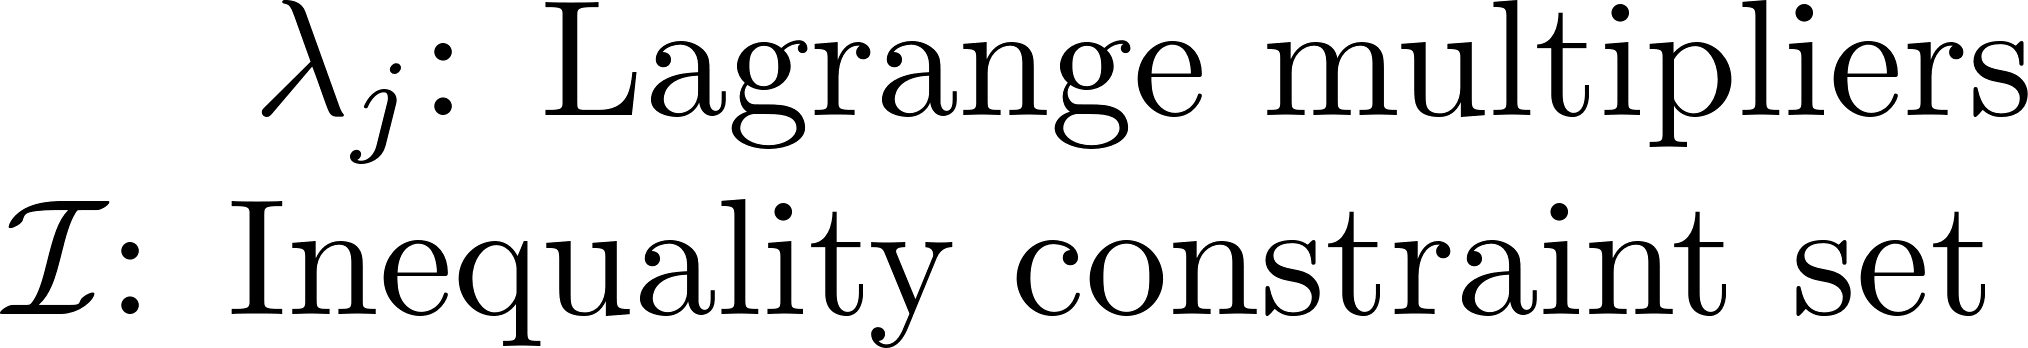 λ_j: Lagrange multipliers
ℐ: Inequality constraint set